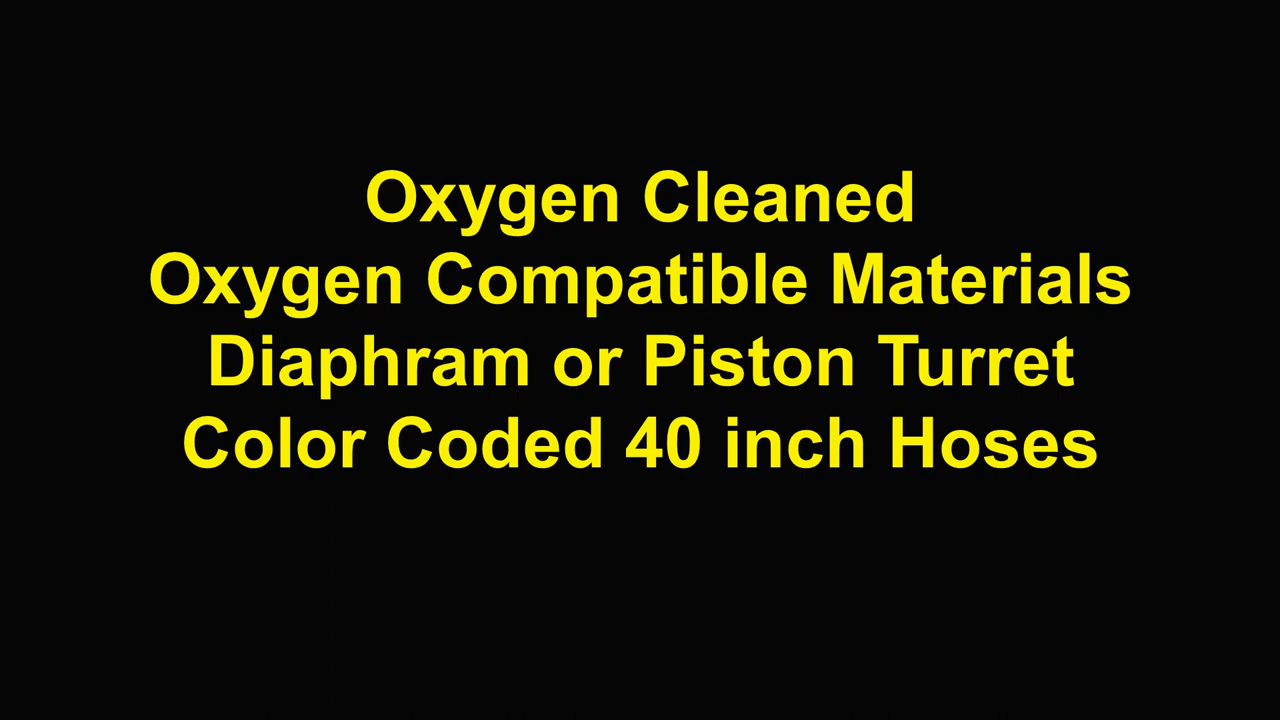 Oxygen Cleaned
Oxygen Compatible Materials
Diaphram or Piston Turret
Color Coded 40 inch Hoses